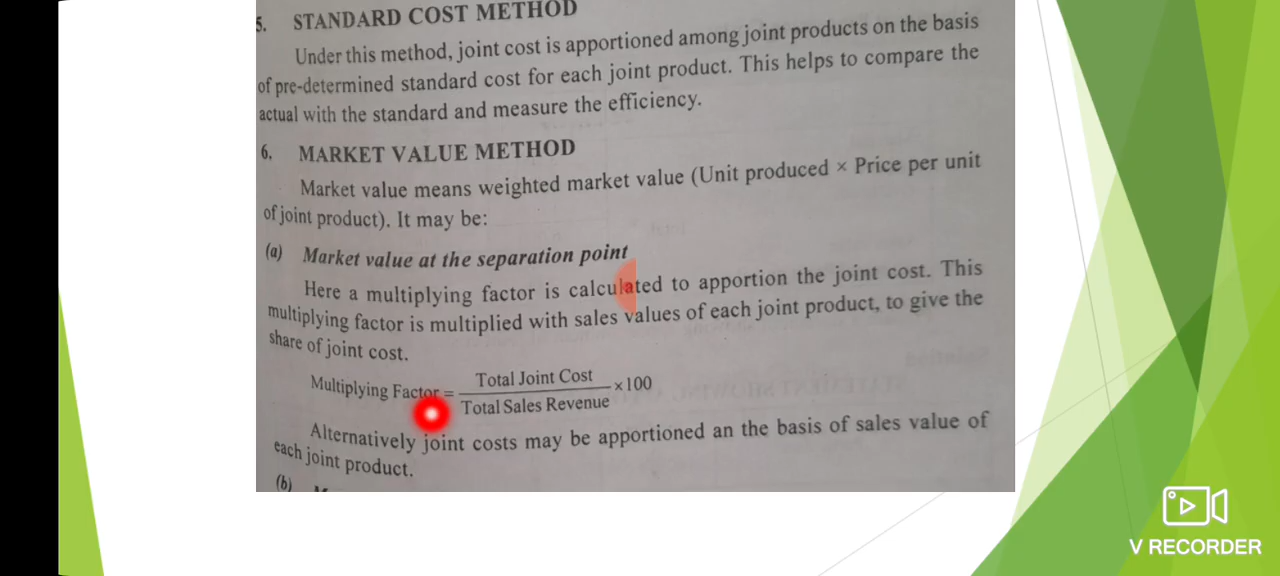 5. STANDARD COST METHOD
Under this method, joint cost is apportioned among joint products on the basis
of pre-determined standard cost for each joint product. This helps to compare the
actual with the standard and measure the efficiency.
6. MARKET VALUE METHOD
Market value means weighted market value (Unit produced × Price per unit
of joint product). It may be:
(a) Market value at the separation point
Here a multiplying factor is calculated to apportion the joint cost. This
multiplying factor is multiplied with sales values of each joint product, to give the
share of joint cost.
Multiplying Factor = Total Joint Cost / Total Sales Revenue ×100
Alternatively joint costs may be apportioned an the basis of sales value of
each joint product.
(b)
V RECORDER